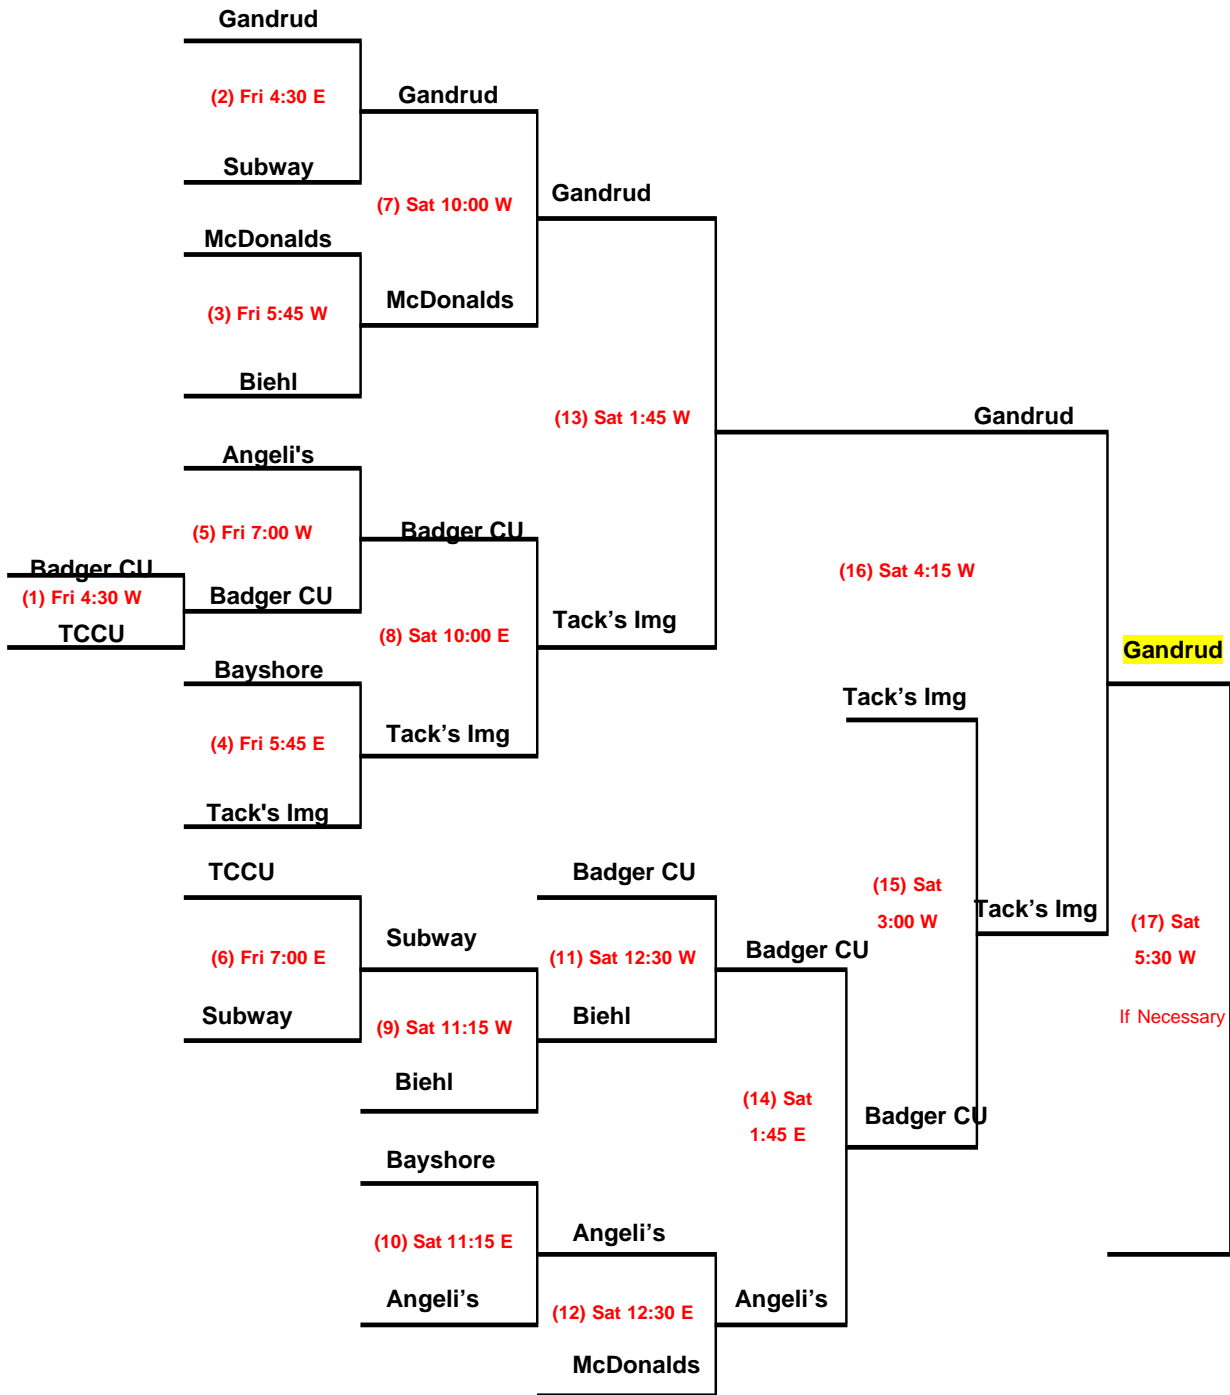 Gandrud
(2) Fri 4:30 E
Gandrud
Subway
(7) Sat 10:00 W
Gandrud
McDonalds
(3) Fri 5:45 W
McDonalds
Biehl
(13) Sat 1:45 W
Gandrud
Angeli's
(5) Fri 7:00 W
Badger CU
Badger CU
(1) Fri 4:30 W
Badger CU
TCCU
(8) Sat 10:00 E
Tack’s Img
(16) Sat 4:15 W
Gandrud
Bayshore
(4) Fri 5:45 E
Tack’s Img
Tack's Img
Tack’s Img
TCCU
Badger CU
(15) Sat
3:00 W
Tack’s Img
(6) Fri 7:00 E
Subway
(11) Sat 12:30 W
Badger CU
(17) Sat
5:30 W
If Necessary
Subway
(9) Sat 11:15 W
Biehl
Biehl
(14) Sat
1:45 E
Badger CU
Bayshore
(10) Sat 11:15 E
Angeli’s
Angeli’s
(12) Sat 12:30 E
Angeli’s
McDonalds